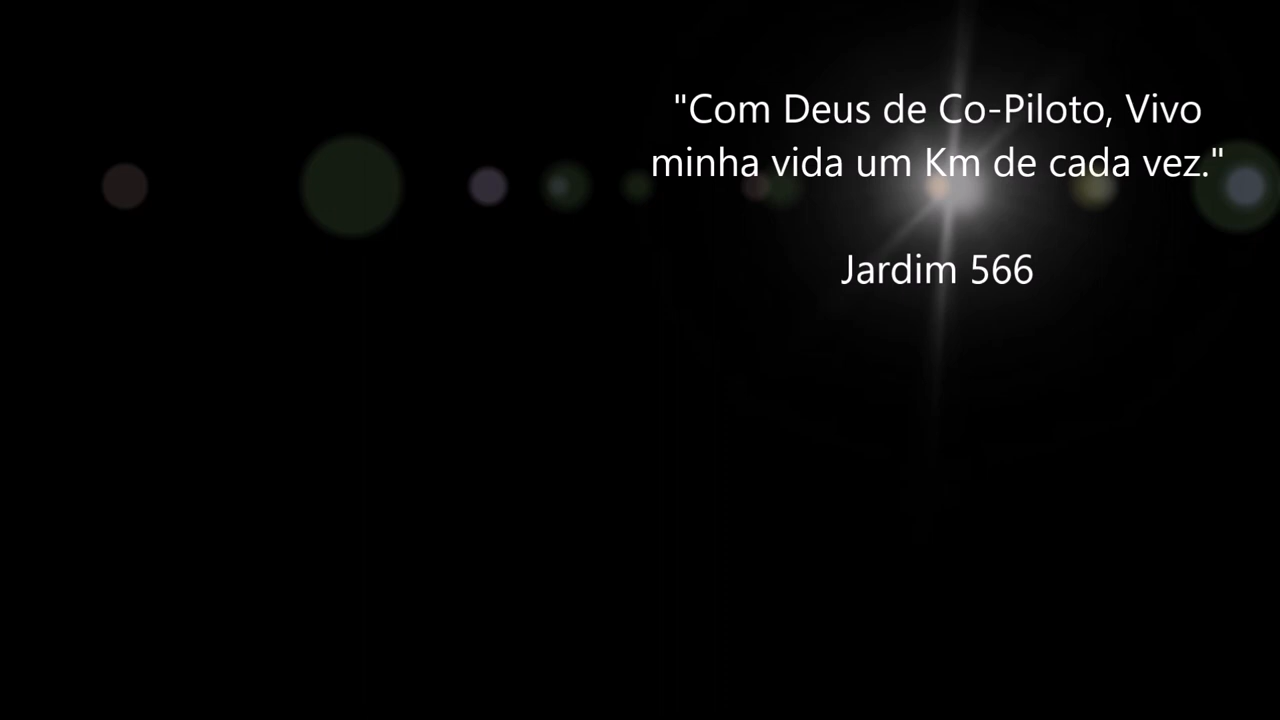 "Com Deus de Co-Piloto, Vivo
minha vida um Km de cada vez."
Jardim 566